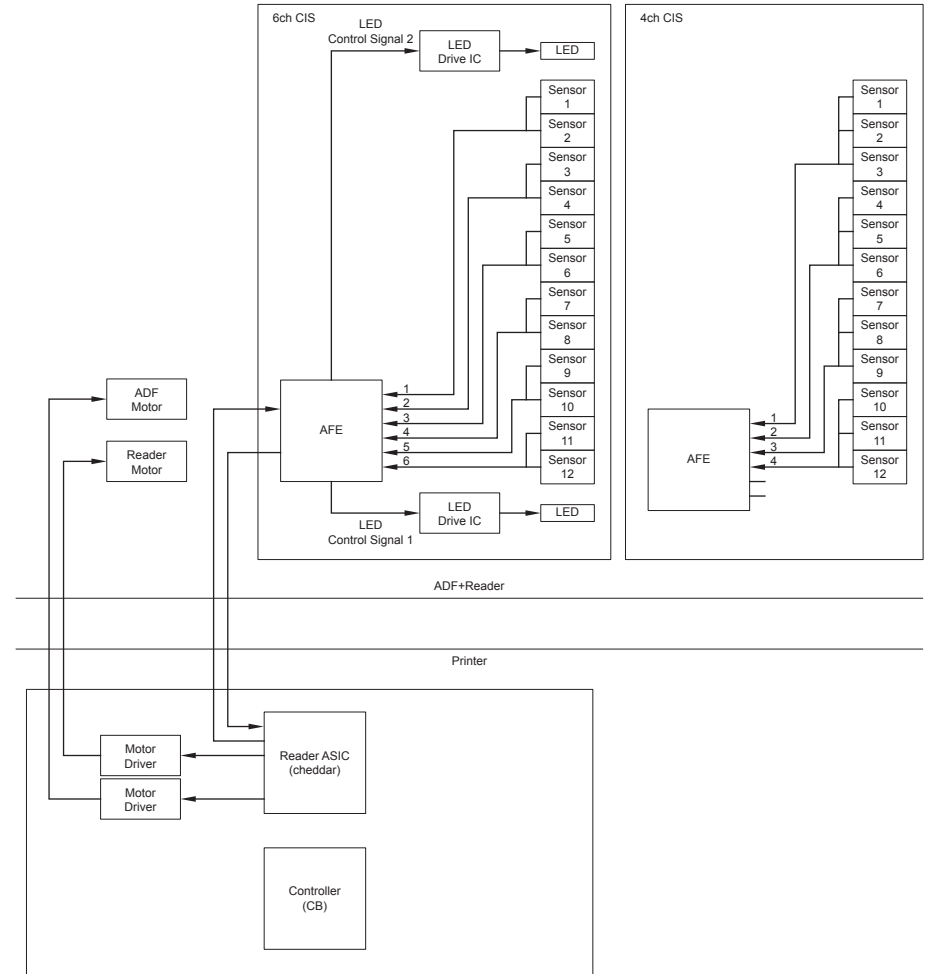 6ch CIS
LED
Control Signal 2
LED
Drive IC
LED
Sensor
1
Sensor
2
Sensor
3
Sensor
4
Sensor
5
Sensor
6
Sensor
7
Sensor
8
Sensor
9
Sensor
10
Sensor
11
Sensor
12
AFE
1
2
3
4
5
6
LED
Control Signal 1
LED
Drive IC
LED
4ch CIS
Sensor
1
Sensor
2
Sensor
3
Sensor
4
Sensor
5
Sensor
6
Sensor
7
Sensor
8
Sensor
9
Sensor
10
Sensor
11
Sensor
12
AFE
1
2
3
4
ADF
Motor
Reader
Motor
ADF+Reader
Printer
Motor
Driver
Motor
Driver
Reader ASIC
(cheddar)
Controller
(CB)